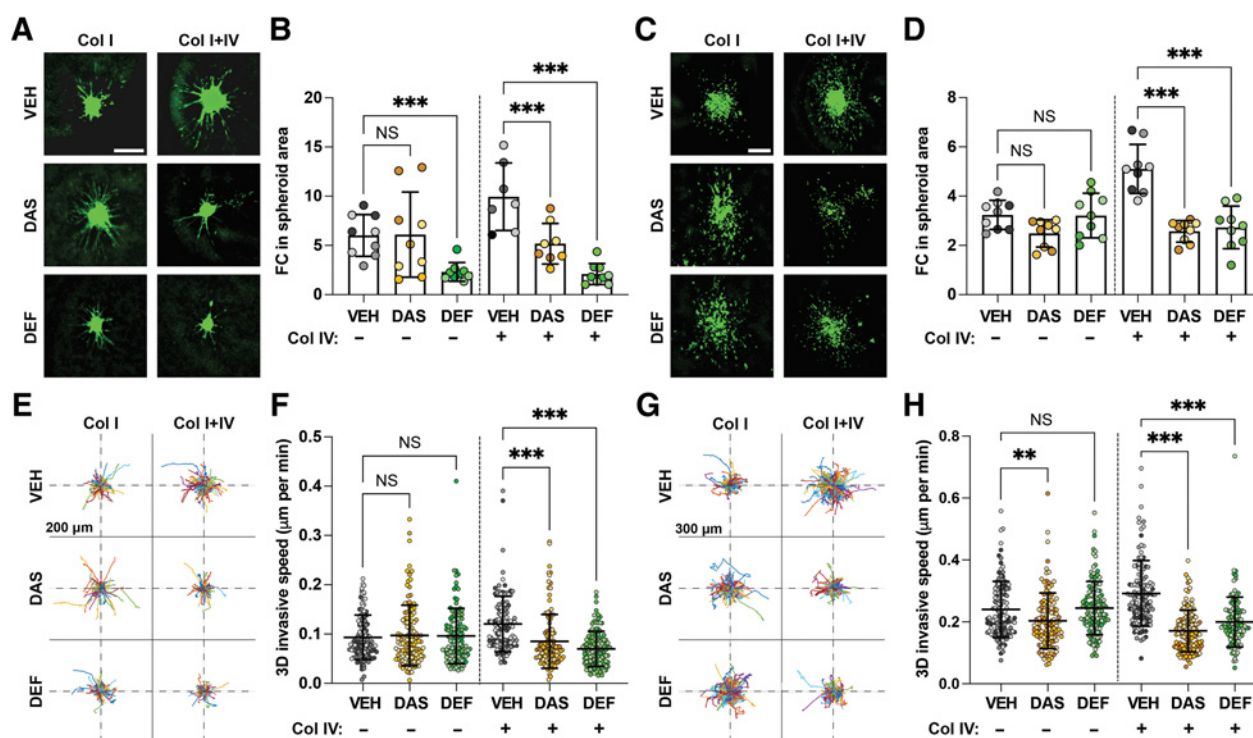 A
Col I
Col I+IV
VEH
DAS
DEF
B
FC in spheroid area
20
15
10
5
0
NS
***
***
***
VEH DAS DEF VEH DAS DEF
Col IV: – – – + + +
C
Col I
Col I+IV
VEH
DAS
DEF
D
FC in spheroid area
8
6
4
2
0
NS
NS
***
***
VEH DAS DEF VEH DAS DEF
Col IV: – – – + + +
E
Col I
Col I+IV
VEH
200 μm
DAS
DEF
F
3D invasive speed (μm per min)
0.5
0.4
0.3
0.2
0.1
0.0
NS
NS
***
***
VEH DAS DEF VEH DAS DEF
Col IV: – – – + + +
G
Col I
Col I+IV
VEH
300 μm
DAS
DEF
H
3D invasive speed (μm per min)
0.8
0.6
0.4
0.2
0.0
NS
**
***
***
VEH DAS DEF VEH DAS DEF
Col IV: – – – + + +